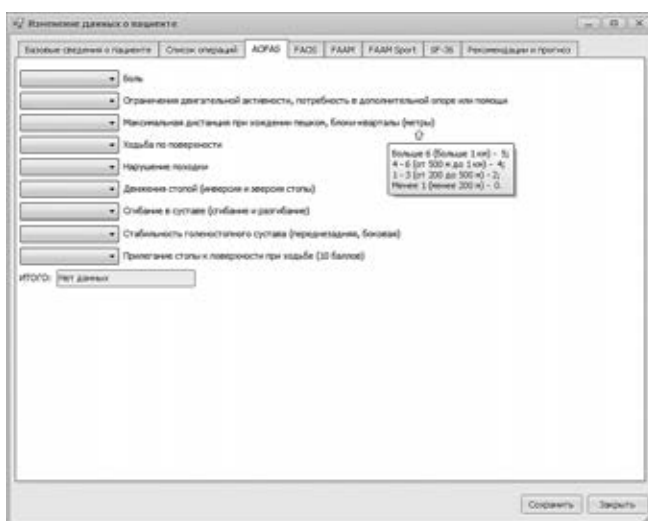 Изменение данных о пациенте
Базовые сведения о пациенте Список операций AOFAS FAOS FAAM FAAM Sport SF-36 Рекомендации и прогноз
Боль
Ограничения двигательной активности, потребность в дополнительной опоре или помощи
Максимальная дистанция при хождении пешком, блоки-кварталы (метры)
Ходьба по поверхности
Больше 6 (Больше 1 км) - 5;
4 - 6 (от 500 м до 1 км) - 4;
1 - 3 (от 200 до 500 м) - 2;
Менее 1 (менее 200 м) - 0.
Нарушение походки
Движения стопой (инверсия и эверсия стопы)
Сгибание в суставе (сгибание и разгибание)
Стабильность голеностопного сустава (переднезадняя, боковая)
Прилегание стопы к поверхности при ходьбе (10 баллов)
ИТОГО: Нет данных
Сохранить Закрыть